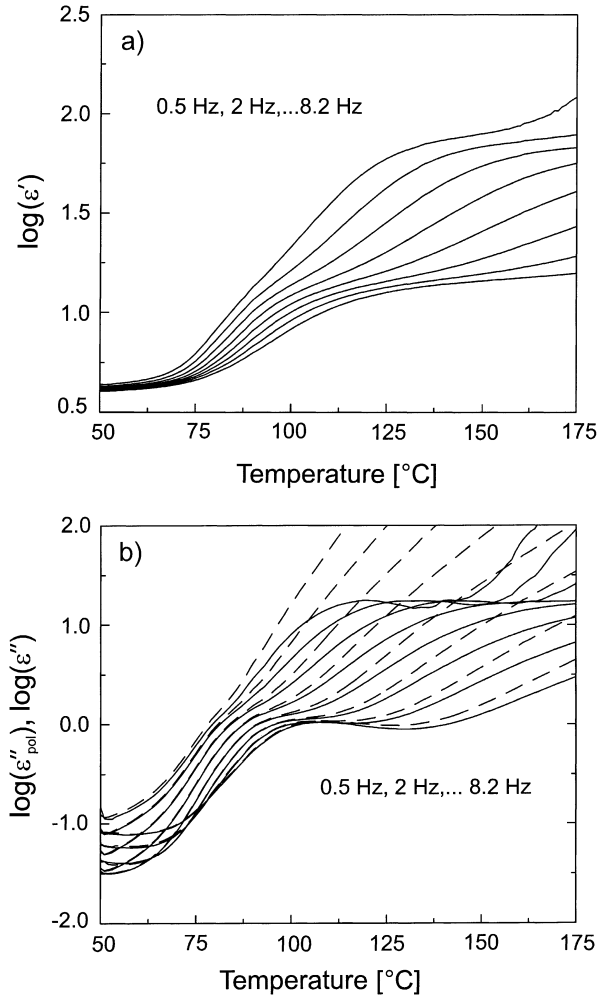 a)
0.5 Hz, 2 Hz,...8.2 Hz
log(ε′)
2.5
2.0
1.5
1.0
0.5
50 75 100 125 150 175
Temperature [°C]
b)
log(ε″pol), log(ε″)
2.0
1.0
0.0
-1.0
-2.0
0.5 Hz, 2 Hz,... 8.2 Hz
50 75 100 125 150 175
Temperature [°C]